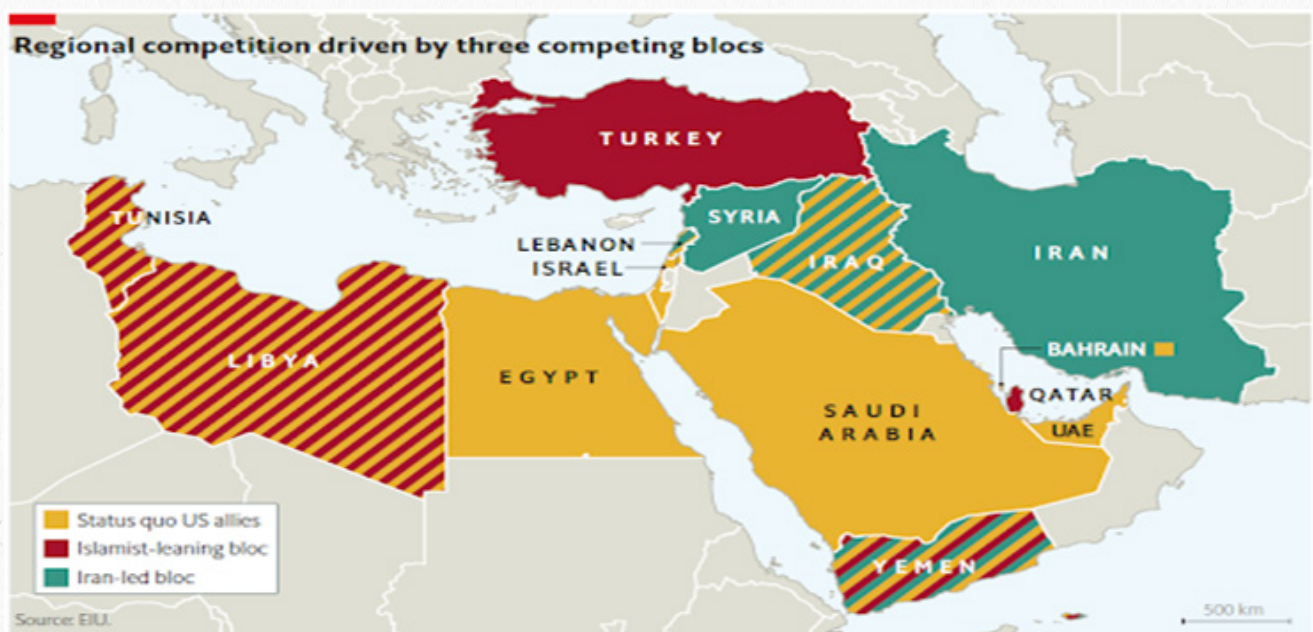 Regional competition driven by three competing blocs
TURKEY
TUNISIA
SYRIA
LEBANON
ISRAEL
IRAQ
IRAN
LIBYA
EGYPT
BAHRAIN
QATAR
SAUDI
ARABIA
UAE
YEMEN
Status quo US allies
Islamist-leaning bloc
Iran-led bloc
Source: EIU.
500 km